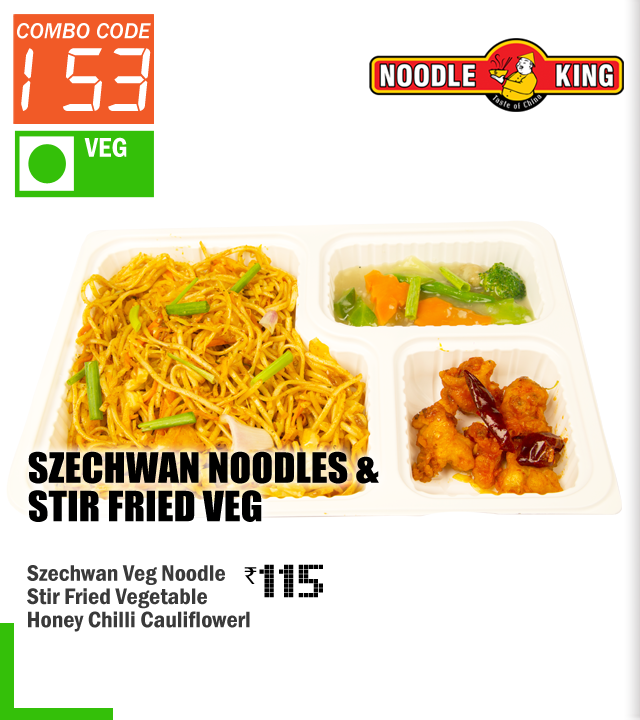 COMBO CODE
153
VEG
NOODLE KING
Taste of China
SZECHWAN NOODLES &
STIR FRIED VEG
Szechwan Veg Noodle
₹115
Stir Fried Vegetable
Honey Chilli Cauliflowerl